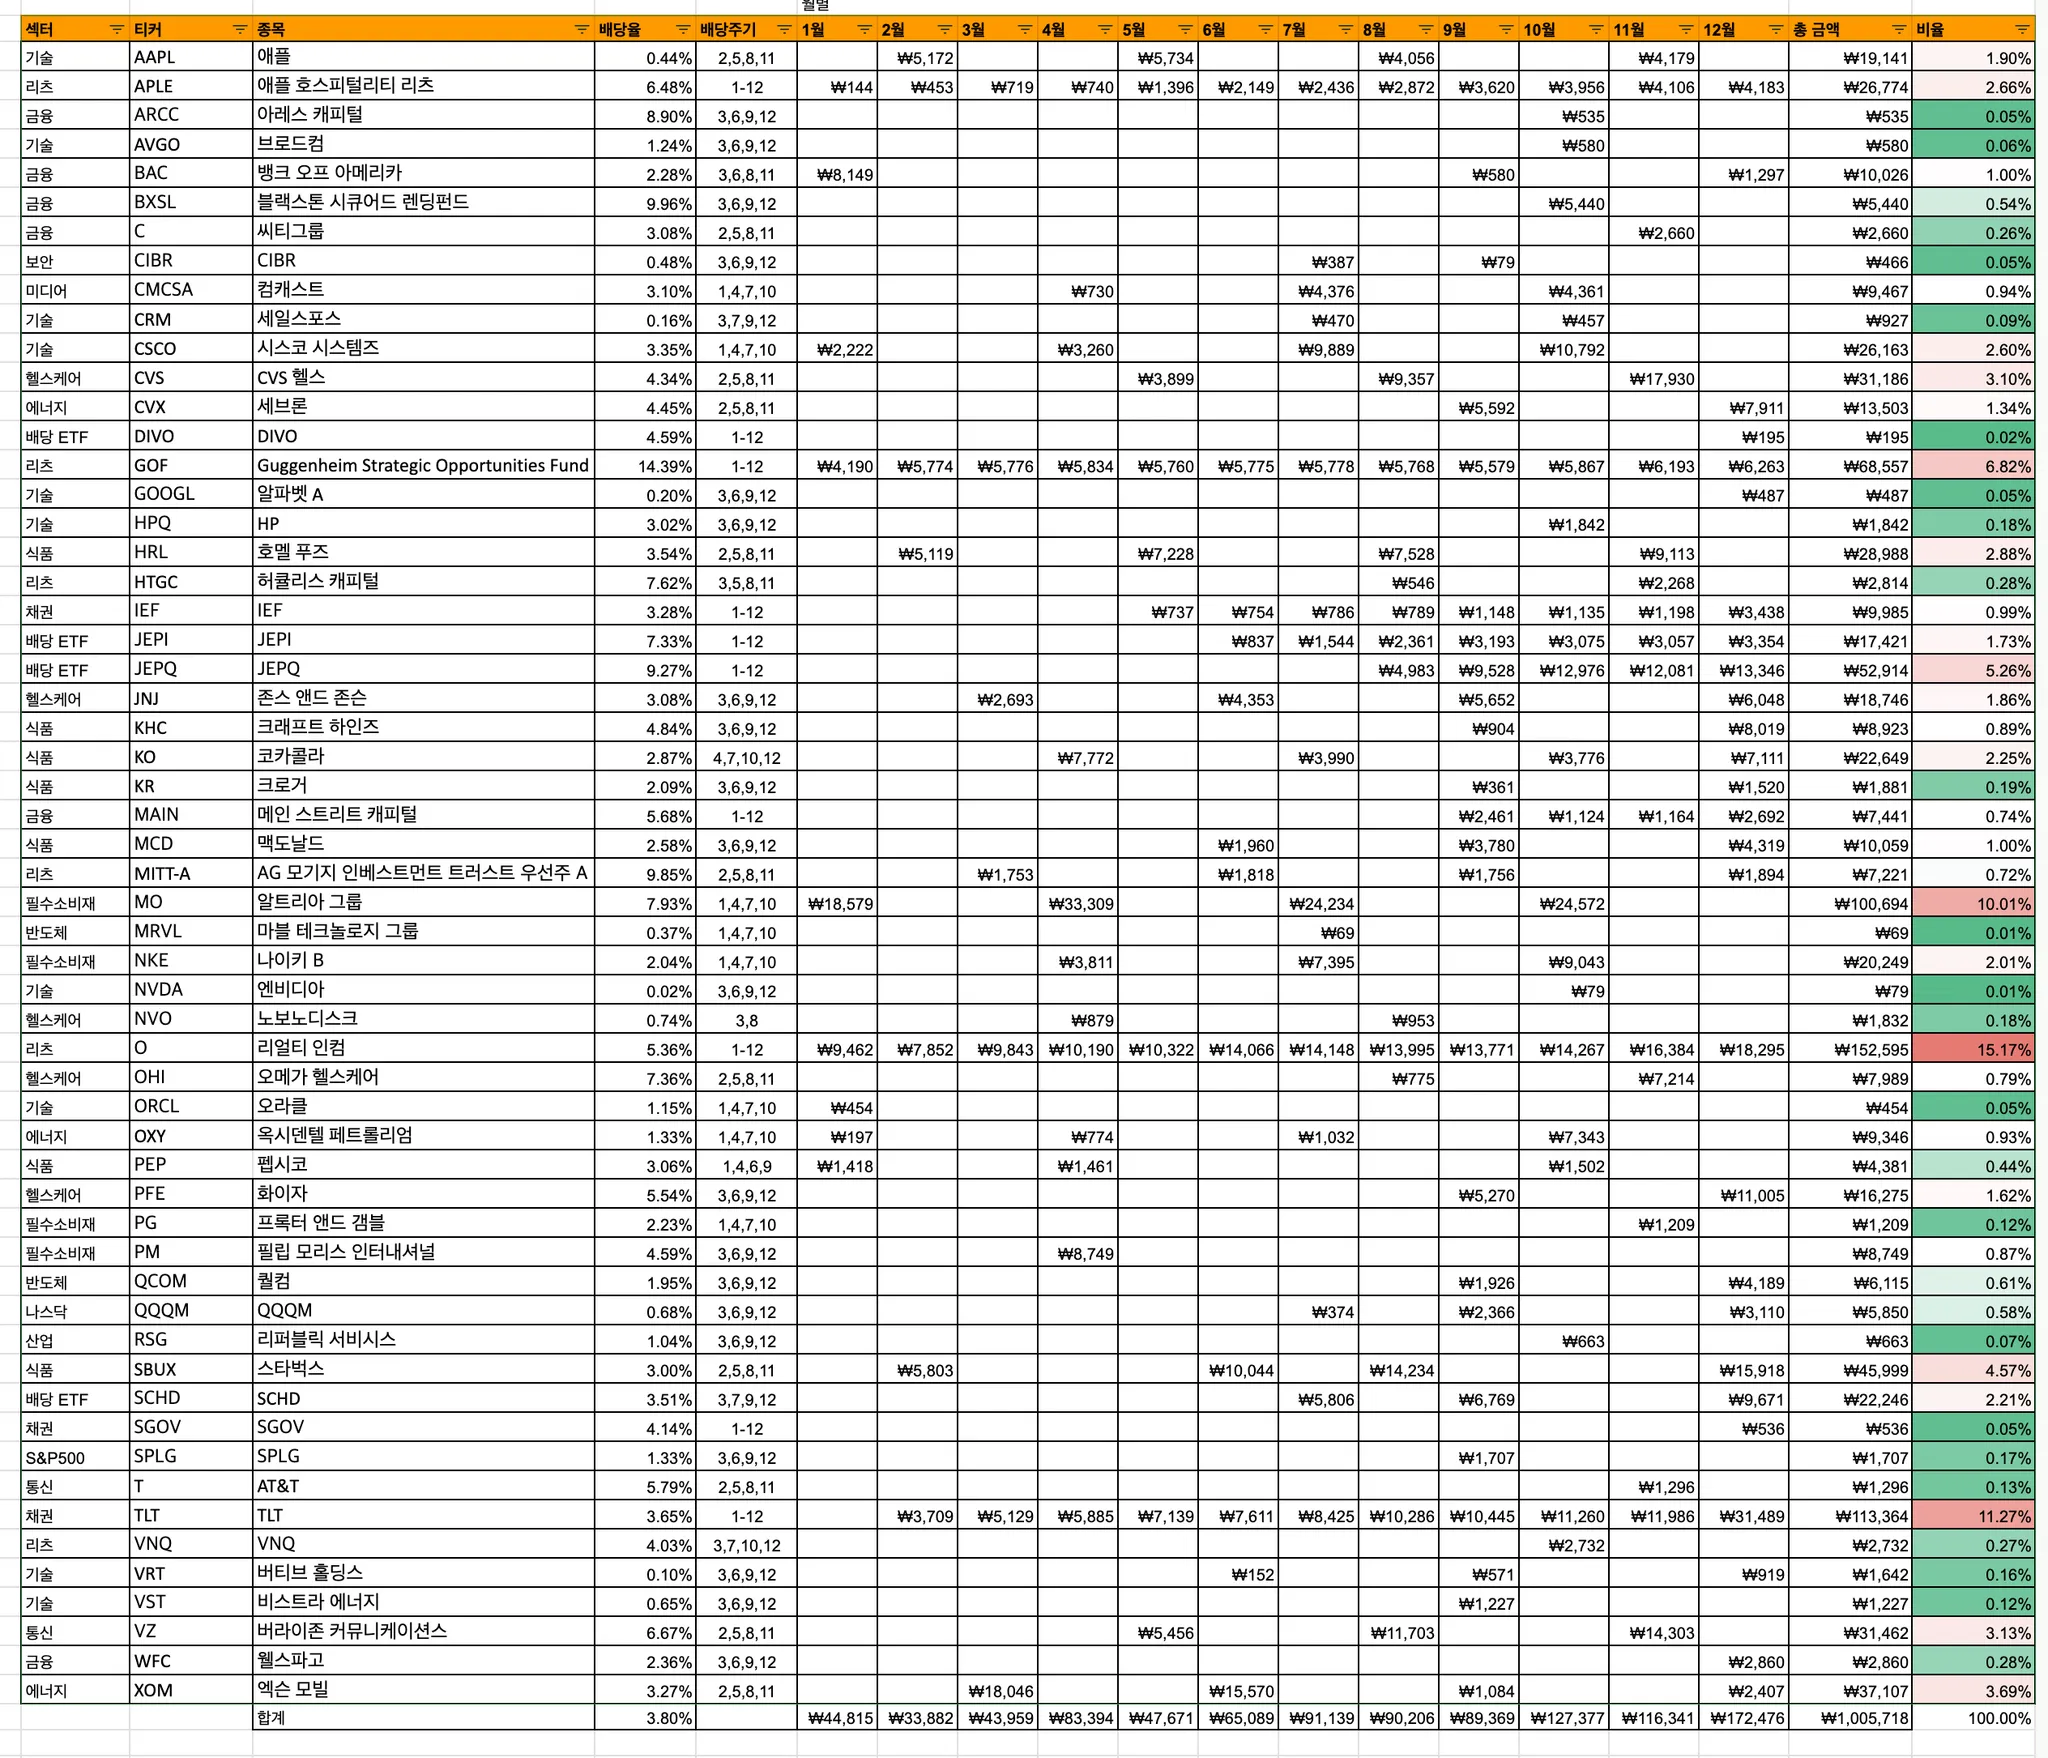 월별
섹터 티커 종목 배당율 배당주기 1월 2월 3월 4월 5월 6월 7월 8월 9월 10월 11월 12월 총 금액 비율
기술 AAPL 애플 0.44% 2,5,8,11 ₩5,172 ₩5,734 ₩4,056 ₩4,179 ₩19,141 1.90%
리츠 APLE 애플 호스피털리티 리츠 6.48% 1-12 ₩144 ₩453 ₩719 ₩740 ₩1,396 ₩2,149 ₩2,436 ₩2,872 ₩3,620 ₩3,956 ₩4,106 ₩4,183 ₩26,774 2.66%
금융 ARCC 아레스 캐피털 8.90% 3,6,9,12 ₩535 ₩535 0.05%
기술 AVGO 브로드컴 1.24% 3,6,9,12 ₩580 ₩580 0.06%
금융 BAC 뱅크 오프 아메리카 2.28% 3,6,8,11 ₩8,149 ₩580 ₩1,297 ₩10,026 1.00%
금융 BXSL 블랙스톤 시큐어드 렌딩펀드 9.96% 3,6,9,12 ₩5,440 ₩5,440 0.54%
금융 C 씨티그룹 3.08% 2,5,8,11 ₩2,660 ₩2,660 0.26%
보안 CIBR CIBR 0.48% 3,6,9,12 ₩387 ₩79 ₩466 0.05%
미디어 CMCSA 컴캐스트 3.10% 1,4,7,10 ₩730 ₩4,376 ₩4,361 ₩9,467 0.94%
기술 CRM 세일스포스 0.16% 3,7,9,12 ₩470 ₩457 ₩927 0.09%
기술 CSCO 시스코 시스템즈 3.35% 1,4,7,10 ₩2,222 ₩3,260 ₩9,889 ₩10,792 ₩26,163 2.60%
헬스케어 CVS CVS 헬스 4.34% 2,5,8,11 ₩3,899 ₩9,357 ₩17,930 ₩31,186 3.10%
에너지 CVX 세브론 4.45% 2,5,8,11 ₩5,592 ₩7,911 ₩13,503 1.34%
배당 ETF DIVO DIVO 4.59% 1-12 ₩195 ₩195 0.02%
리츠 GOF Guggenheim Strategic Opportunities Fund 14.39% 1-12 ₩4,190 ₩5,774 ₩5,776 ₩5,834 ₩5,760 ₩5,775 ₩5,778 ₩5,768 ₩5,579 ₩5,867 ₩6,193 ₩6,263 ₩68,557 6.82%
기술 GOOGL 알파벳 A 0.20% 3,6,9,12 ₩487 ₩487 0.05%
기술 HPQ HP 3.02% 3,6,9,12 ₩1,842 ₩1,842 0.18%
식품 HRL 호멜 푸즈 3.54% 2,5,8,11 ₩5,119 ₩7,228 ₩7,528 ₩9,113 ₩28,988 2.88%
리츠 HTGC 허큘리스 캐피털 7.62% 3,5,8,11 ₩546 ₩2,268 ₩2,814 0.28%
채권 IEF IEF 3.28% 1-12 ₩737 ₩754 ₩786 ₩789 ₩1,148 ₩1,135 ₩1,198 ₩3,438 ₩9,985 0.99%
배당 ETF JEPI JEPI 7.33% 1-12 ₩837 ₩1,544 ₩2,361 ₩3,193 ₩3,075 ₩3,057 ₩3,354 ₩17,421 1.73%
배당 ETF JEPQ JEPQ 9.27% 1-12 ₩4,983 ₩9,528 ₩12,976 ₩12,081 ₩13,346 ₩52,914 5.26%
헬스케어 JNJ 존스 앤드 존슨 3.08% 3,6,9,12 ₩2,693 ₩4,353 ₩5,652 ₩6,048 ₩18,746 1.86%
식품 KHC 크래프트 하인즈 4.84% 3,6,9,12 ₩904 ₩8,019 ₩8,923 0.89%
식품 KO 코카콜라 2.87% 4,7,10,12 ₩7,772 ₩3,990 ₩3,776 ₩7,111 ₩22,649 2.25%
식품 KR 크로거 2.09% 3,6,9,12 ₩361 ₩1,520 ₩1,881 0.19%
금융 MAIN 메인 스트리트 캐피털 5.68% 1-12 ₩2,461 ₩1,124 ₩1,164 ₩2,692 ₩7,441 0.74%
식품 MCD 맥도날드 2.58% 3,6,9,12 ₩1,960 ₩3,780 ₩4,319 ₩10,059 1.00%
리츠 MITT-A AG 모기지 인베스트먼트 트러스트 우선주 A 9.85% 2,5,8,11 ₩1,753 ₩1,818 ₩1,756 ₩1,894 ₩7,221 0.72%
필수소비재 MO 알트리아 그룹 7.93% 1,4,7,10 ₩18,579 ₩33,309 ₩24,234 ₩24,572 ₩100,694 10.01%
반도체 MRVL 마블 테크놀로지 그룹 0.37% 1,4,7,10 ₩69 ₩69 0.01%
필수소비재 NKE 나이키 B 2.04% 1,4,7,10 ₩3,811 ₩7,395 ₩9,043 ₩20,249 2.01%
기술 NVDA 엔비디아 0.02% 3,6,9,12 ₩79 ₩79 0.01%
헬스케어 NVO 노보노디스크 0.74% 3,8 ₩879 ₩953 ₩1,832 0.18%
리츠 O 리얼티 인컴 5.36% 1-12 ₩9,462 ₩7,852 ₩9,843 ₩10,190 ₩10,322 ₩14,066 ₩14,148 ₩13,995 ₩13,771 ₩14,267 ₩16,384 ₩18,295 ₩152,595 15.17%
헬스케어 OHI 오메가 헬스케어 7.36% 2,5,8,11 ₩775 ₩7,214 ₩7,989 0.79%
기술 ORCL 오라클 1.15% 1,4,7,10 ₩454 ₩454 0.05%
에너지 OXY 옥시덴텔 페트롤리엄 1.33% 1,4,7,10 ₩197 ₩774 ₩1,032 ₩7,343 ₩9,346 0.93%
식품 PEP 펩시코 3.06% 1,4,6,9 ₩1,418 ₩1,461 ₩1,502 ₩4,381 0.44%
헬스케어 PFE 화이자 5.54% 3,6,9,12 ₩5,270 ₩11,005 ₩16,275 1.62%
필수소비재 PG 프록터 앤드 갬블 2.23% 1,4,7,10 ₩1,209 ₩1,209 0.12%
필수소비재 PM 필립 모리스 인터내셔널 4.59% 3,6,9,12 ₩8,749 ₩8,749 0.87%
반도체 QCOM 퀄컴 1.95% 3,6,9,12 ₩1,926 ₩4,189 ₩6,115 0.61%
나스닥 QQQM QQQM 0.68% 3,6,9,12 ₩374 ₩2,366 ₩3,110 ₩5,850 0.58%
산업 RSG 리퍼블릭 서비시스 1.04% 3,6,9,12 ₩663 ₩663 0.07%
식품 SBUX 스타벅스 3.00% 2,5,8,11 ₩5,803 ₩10,044 ₩14,234 ₩15,918 ₩45,999 4.57%
배당 ETF SCHD SCHD 3.51% 3,7,9,12 ₩5,806 ₩6,769 ₩9,671 ₩22,246 2.21%
채권 SGOV SGOV 4.14% 1-12 ₩536 ₩536 0.05%
S&P500 SPLG SPLG 1.33% 3,6,9,12 ₩1,707 ₩1,707 0.17%
통신 T AT&T 5.79% 2,5,8,11 ₩1,296 ₩1,296 0.13%
채권 TLT TLT 3.65% 1-12 ₩3,709 ₩5,129 ₩5,885 ₩7,139 ₩7,611 ₩8,425 ₩10,286 ₩10,445 ₩11,260 ₩11,986 ₩31,489 ₩113,364 11.27%
리츠 VNQ VNQ 4.03% 3,7,10,12 ₩2,732 ₩2,732 0.27%
기술 VRT 버티브 홀딩스 0.10% 3,6,9,12 ₩152 ₩571 ₩919 ₩1,642 0.16%
기술 VST 비스트라 에너지 0.65% 3,6,9,12 ₩1,227 ₩1,227 0.12%
통신 VZ 버라이존 커뮤니케이션스 6.67% 2,5,8,11 ₩5,456 ₩11,703 ₩14,303 ₩31,462 3.13%
금융 WFC 웰스파고 2.36% 3,6,9,12 ₩2,860 ₩2,860 0.28%
에너지 XOM 엑슨 모빌 3.27% 2,5,8,11 ₩18,046 ₩15,570 ₩1,084 ₩2,407 ₩37,107 3.69%
합계 3.80% ₩44,815 ₩33,882 ₩43,959 ₩83,394 ₩47,671 ₩65,089 ₩91,139 ₩90,206 ₩89,369 ₩127,377 ₩116,341 ₩172,476 ₩1,005,718 100.00%